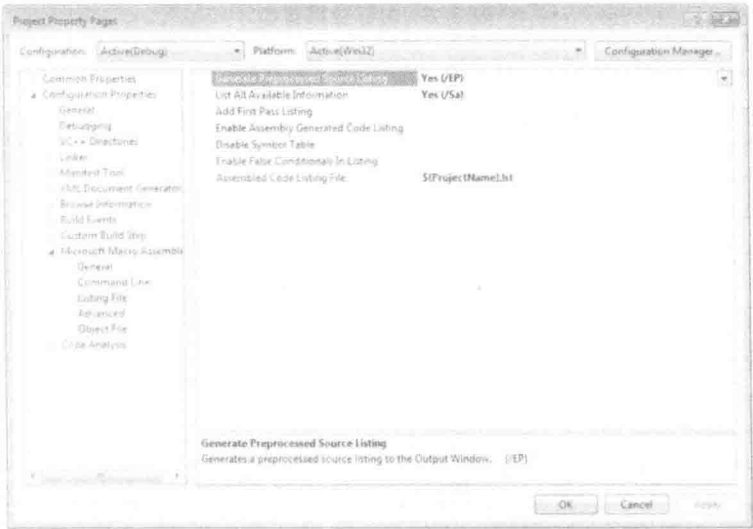 Project Property Pages
Configuration: Active(Debug) Platform: Active(Win32) Configuration Manager...
Common Properties
Configuration Properties
General
Debugging
VC++ Directories
Linker
Manifest Tool
XML Document Generator
Browse Information
Build Events
Custom Build Step
Microsoft Macro Assemble
General
Command Line
Listing File
Advanced
Object File
Code Analysis
Generate Preprocessed Source Listing Yes (/EP)
List All Available Information Yes (/Sa)
Add First Pass Listing
Enable Assembly Generated Code Listing
Disable Symbol Table
Enable False Conditionals In Listing
Assembled Code Listing File $(ProjectName).lst
Generate Preprocessed Source Listing
Generates a preprocessed source listing to the Output Window. (/EP)
OK Cancel Apply